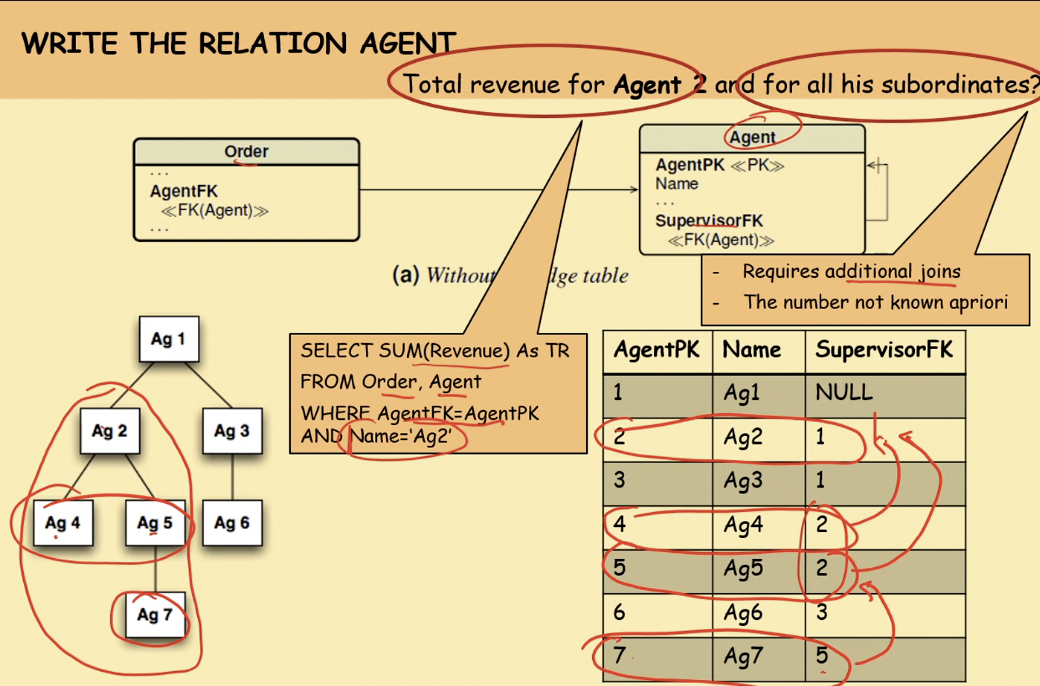 WRITE THE RELATION AGENT
Total revenue for Agent 2 and for all his subordinates?
Order
...
AgentFK
≪FK(Agent)≫
...
Agent
AgentPK ≪PK≫
Name
...
SupervisorFK
≪FK(Agent)≫
(a) Without dge table
- Requires additional joins
- The number not known apriori
Ag 1
Ag 2
Ag 3
Ag 4
Ag 5
Ag 6
Ag 7
SELECT SUM(Revenue) As TR
FROM Order, Agent
WHERE AgentFK=AgentPK
AND Name='Ag2'
AgentPK Name SupervisorFK
1 Ag1 NULL
2 Ag2 1
3 Ag3 1
4 Ag4 2
5 Ag5 2
6 Ag6 3
7 Ag7 5